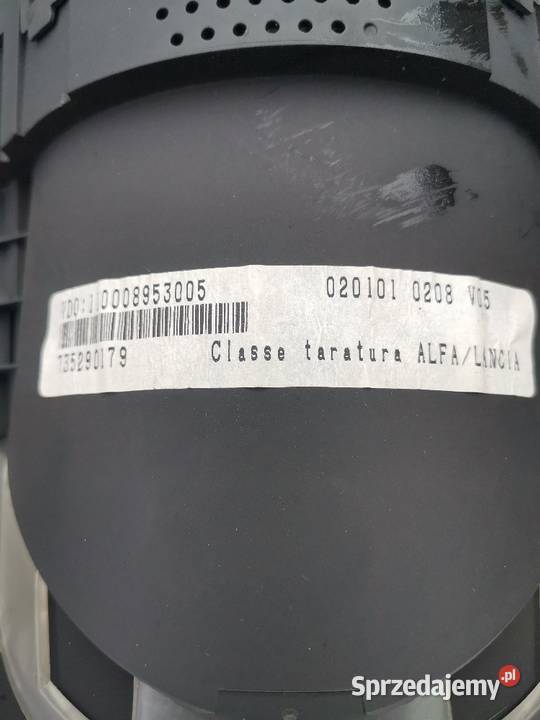 VDO:110008953005
020101 0208 V05
735290179
Classe taratura ALFA/LANCIA
Sprzedajemy.pl